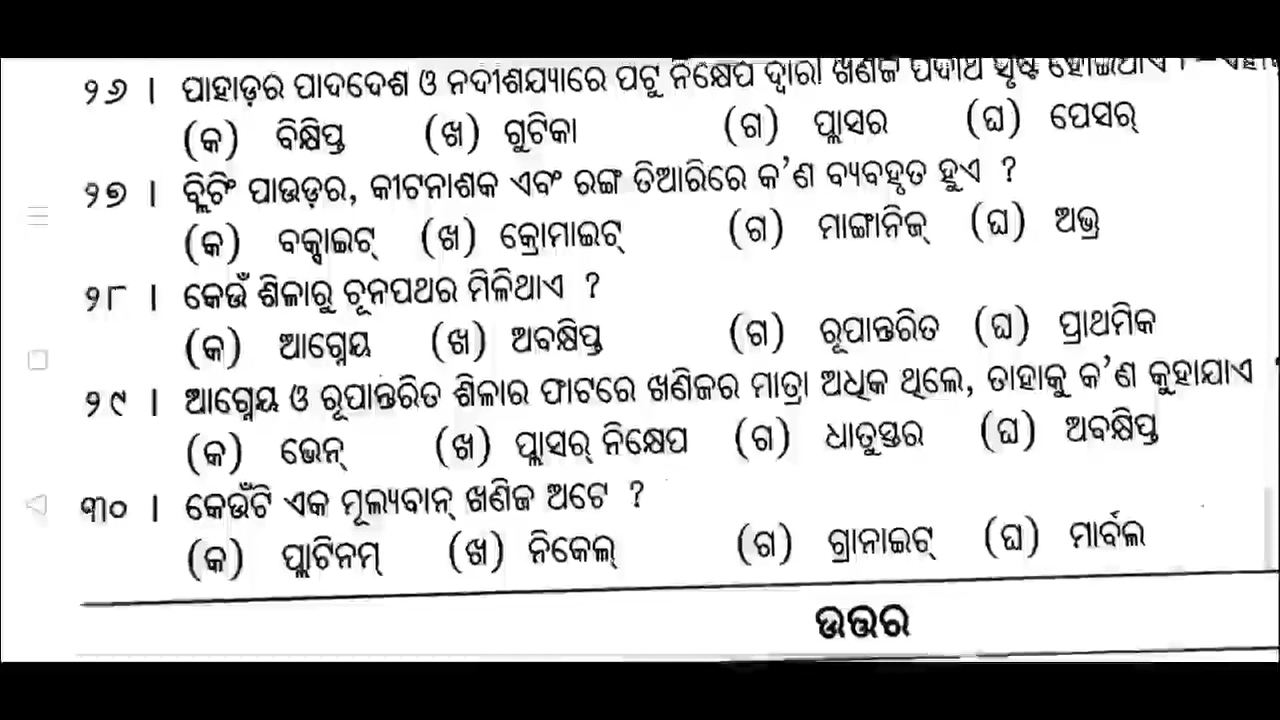 ୨୬ । ପାହାଡ଼ର ପାଦଦେଶ ଓ ନଦୀଶଯ୍ୟାରେ ପଟୁ ନିକ୍ଷେପ ଦ୍ୱାରା ଖଣିଜ ପଦାର୍ଥ ସୃଷ୍ଟି ହୋଇଥାଏ ।
(କ) ବିକ୍ଷିପ୍ତ (ଖ) ଗୁଟିକା (ଗ) ପ୍ଲାସର (ଘ) ପେସର୍
୨୭ । ବ୍ଲିଚିଂ ପାଉଡ଼ର, କୀଟନାଶକ ଏବଂ ରଙ୍ଗ ତିଆରିରେ କ'ଣ ବ୍ୟବହୃତ ହୁଏ ?
(କ) ବକ୍ସାଇଟ୍ (ଖ) କ୍ରୋମାଇଟ୍ (ଗ) ମାଙ୍ଗାନିଜ୍ (ଘ) ଅଭ୍ର
୨୮ । କେଉଁ ଶିଳାରୁ ଚୂନପଥର ମିଳିଥାଏ ?
(କ) ଆଗ୍ନେୟ (ଖ) ଅବକ୍ଷିପ୍ତ (ଗ) ରୂପାନ୍ତରିତ (ଘ) ପ୍ରାଥମିକ
୨୯ । ଆଗ୍ନେୟ ଓ ରୂପାନ୍ତରିତ ଶିଳାର ଫାଟରେ ଖଣିଜର ମାତ୍ରା ଅଧିକ ଥିଲେ, ତାହାକୁ କ'ଣ କୁହାଯାଏ
(କ) ଭେନ୍ (ଖ) ପ୍ଲାସର୍ ନିକ୍ଷେପ (ଗ) ଧାତୁସ୍ତର (ଘ) ଅବକ୍ଷିପ୍ତ
୩୦ । କେଉଁଟି ଏକ ମୂଲ୍ୟବାନ୍ ଖଣିଜ ଅଟେ ?
(କ) ପ୍ଲାଟିନମ୍ (ଖ) ନିକେଲ୍ (ଗ) ଗ୍ରାନାଇଟ୍ (ଘ) ମାର୍ବଲ
ଉତ୍ତର